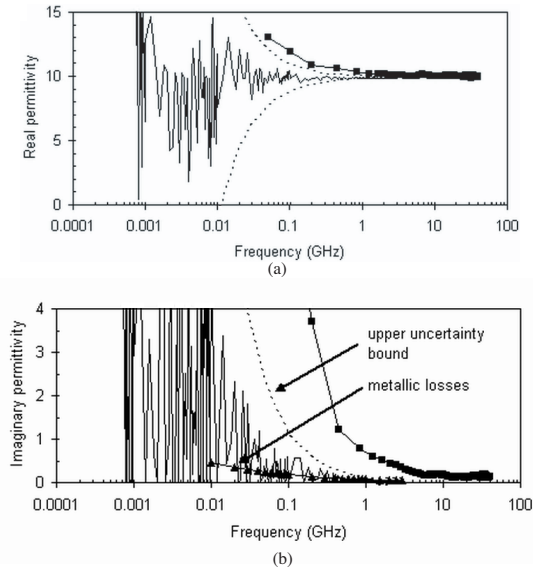 15
10
5
0
Real permittivity
0.0001 0.001 0.01 0.1 1 10 100
Frequency (GHz)
(a)
4
3
2
1
0
Imaginary permittivity
upper uncertainty
bound
metallic losses
0.0001 0.001 0.01 0.1 1 10 100
Frequency (GHz)
(b)